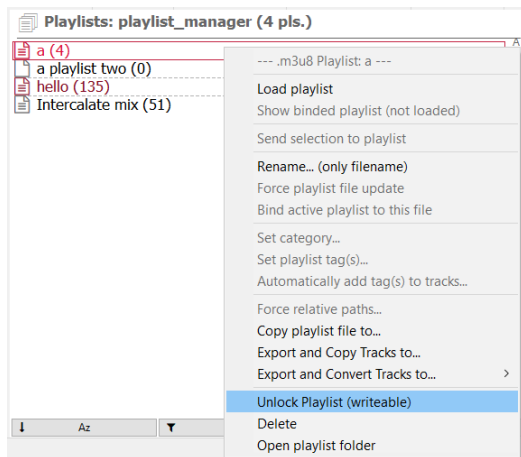 Playlists: playlist_manager (4 pls.)
A
a (4)
a playlist two (0)
hello (135)
Intercalate mix (51)
--- .m3u8 Playlist: a ---
Load playlist
Show binded playlist (not loaded)
Send selection to playlist
Rename... (only filename)
Force playlist file update
Bind active playlist to this file
Set category...
Set playlist tag(s)...
Automatically add tag(s) to tracks...
Force relative paths...
Copy playlist file to...
Export and Copy Tracks to...
Export and Convert Tracks to...
Unlock Playlist (writeable)
Delete
Open playlist folder
Az